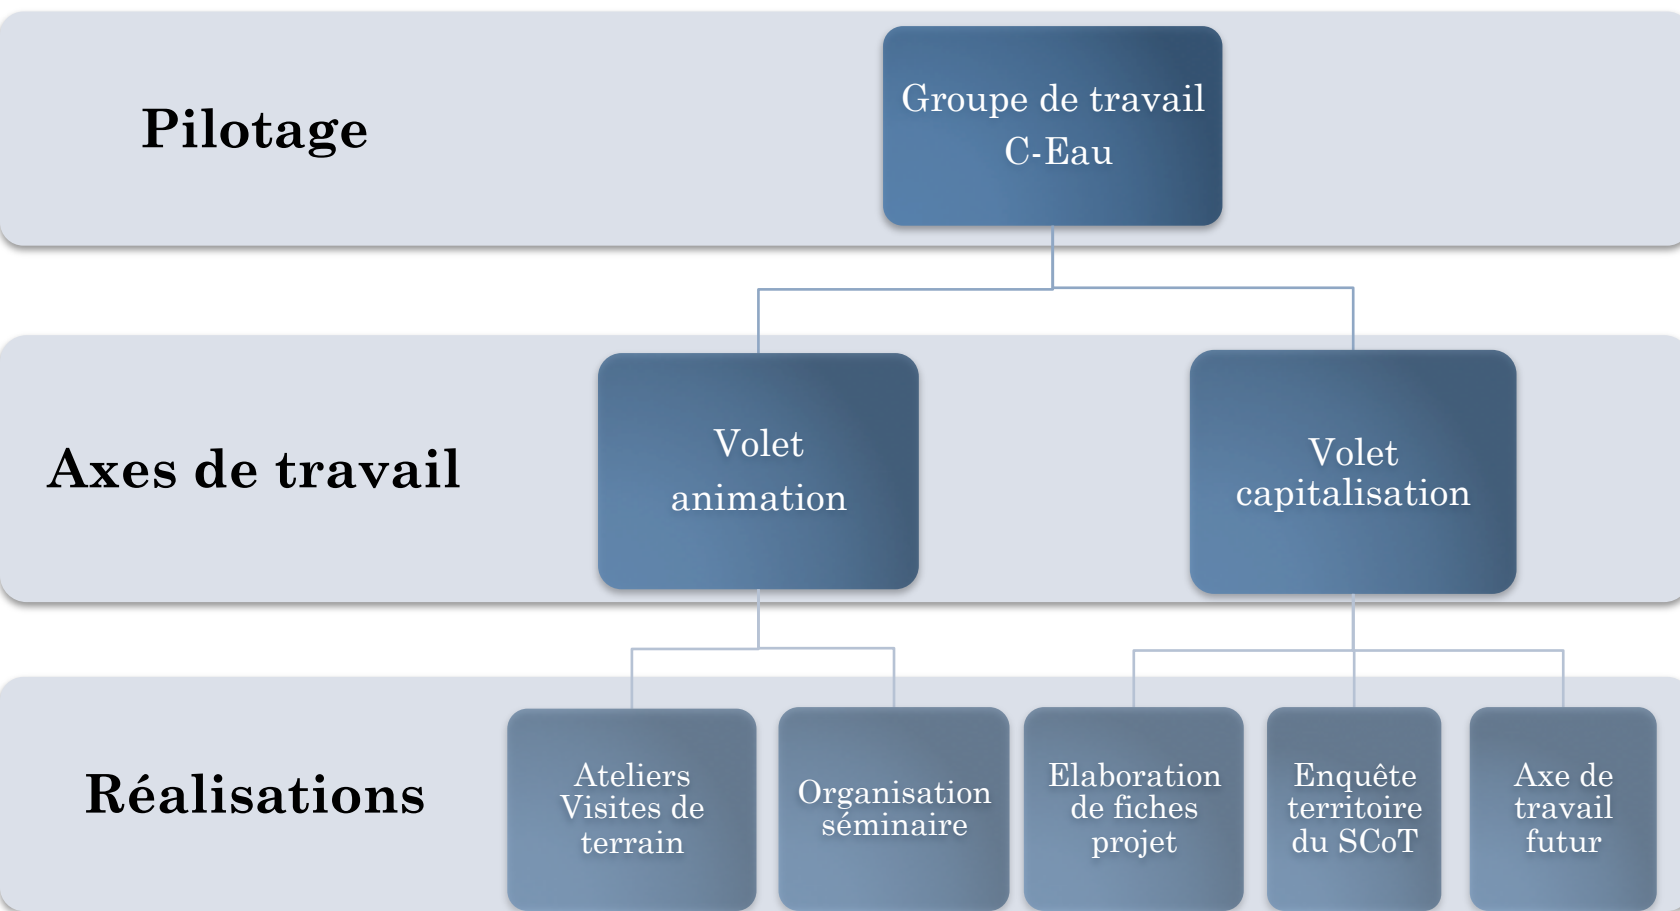 Pilotage
Groupe de travail
C-Eau
Axes de travail
Volet
animation
Volet
capitalisation
Réalisations
Ateliers
Visites de
terrain
Organisation
séminaire
Elaboration
de fiches
projet
Enquête
territoire
du SCoT
Axe de
travail
futur